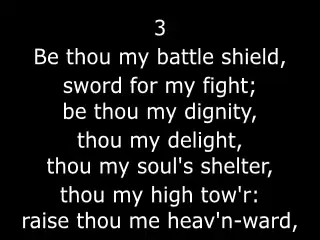 3
Be thou my battle shield,
sword for my fight;
be thou my dignity,
thou my delight,
thou my soul's shelter,
thou my high tow'r:
raise thou me heav'n-ward,